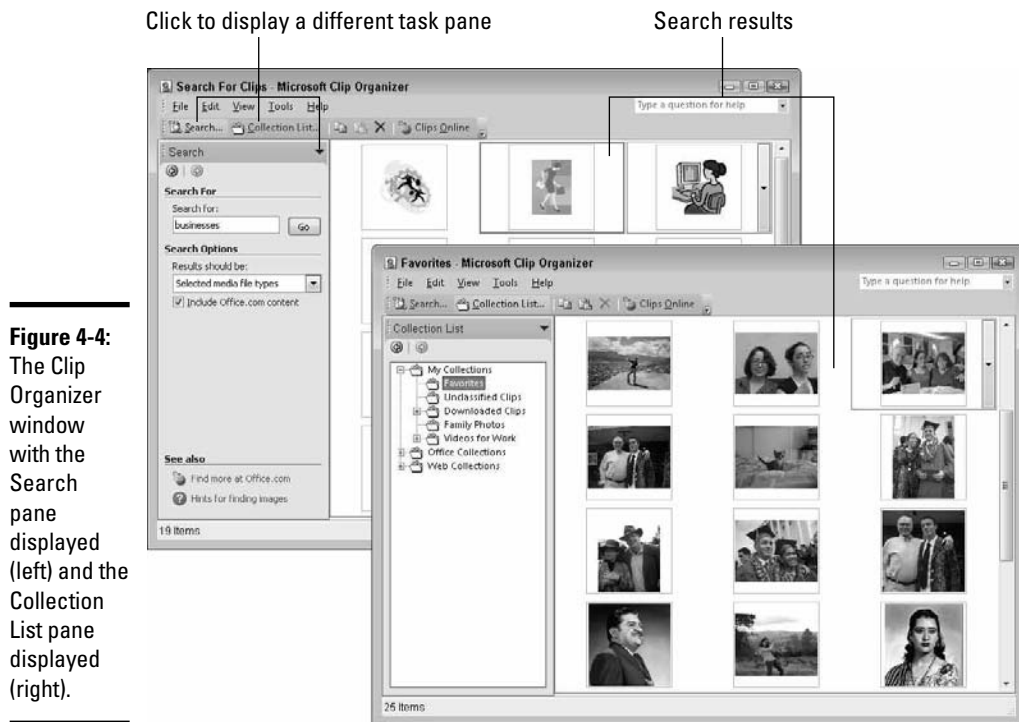 Click to display a different task pane
Search results
Search For Clips - Microsoft Clip Organizer
File Edit View Tools Help
Type a question for help
Search... Collection List... Clips Online
Search
Search For
Search for:
businesses
Go
Search Options
Results should be:
Selected media file types
Include Office.com content
See also
Find more at Office.com
Hints for finding images
19 Items
Favorites - Microsoft Clip Organizer
File Edit View Tools Help
Type a question for help
Search... Collection List... Clips Online
Collection List
My Collections
Favorites
Unclassified Clips
Downloaded Clips
Family Photos
Videos for Work
Office Collections
Web Collections
25 Items
Figure 4-4:
The Clip
Organizer
window
with the
Search
pane
displayed
(left) and the
Collection
List pane
displayed
(right).